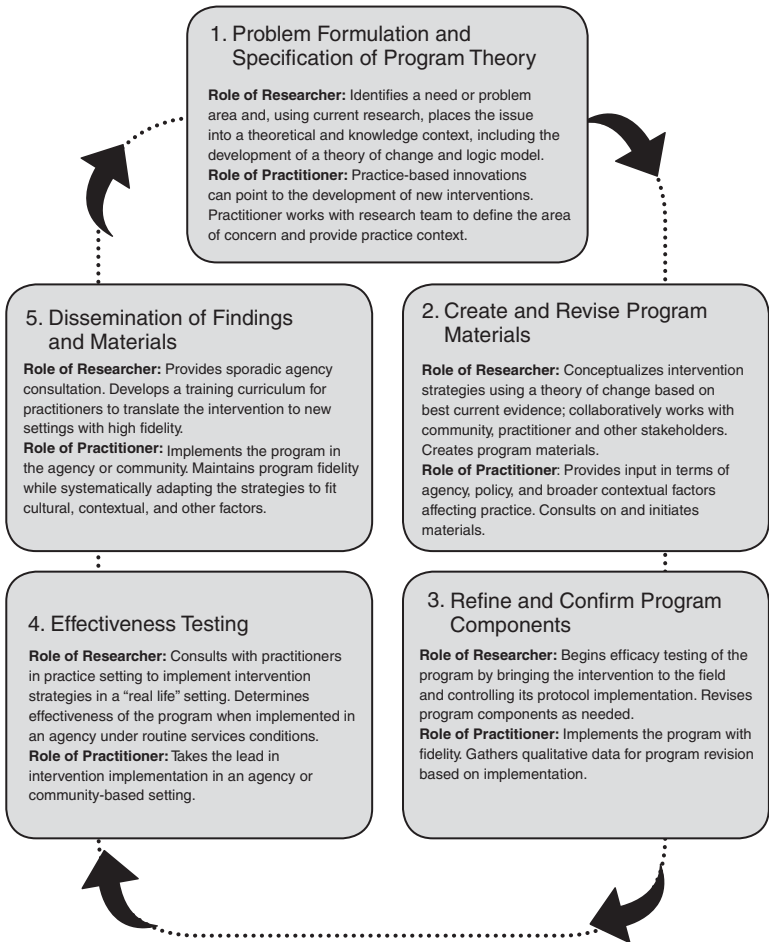 1. Problem Formulation and
Specification of Program Theory
Role of Researcher: Identifies a need or problem
area and, using current research, places the issue
into a theoretical and knowledge context, including the
development of a theory of change and logic model.
Role of Practitioner: Practice-based innovations
can point to the development of new interventions.
Practitioner works with research team to define the area
of concern and provide practice context.
2. Create and Revise Program
Materials
Role of Researcher: Conceptualizes intervention
strategies using a theory of change based on
best current evidence; collaboratively works with
community, practitioner and other stakeholders.
Creates program materials.
Role of Practitioner: Provides input in terms of
agency, policy, and broader contextual factors
affecting practice. Consults on and initiates
materials.
3. Refine and Confirm Program
Components
Role of Researcher: Begins efficacy testing of the
program by bringing the intervention to the field
and controlling its protocol implementation. Revises
program components as needed.
Role of Practitioner: Implements the program with
fidelity. Gathers qualitative data for program revision
based on implementation.
4. Effectiveness Testing
Role of Researcher: Consults with practitioners
in practice setting to implement intervention
strategies in a “real life” setting. Determines
effectiveness of the program when implemented in
an agency under routine services conditions.
Role of Practitioner: Takes the lead in
intervention implementation in an agency or
community-based setting.
5. Dissemination of Findings
and Materials
Role of Researcher: Provides sporadic agency
consultation. Develops a training curriculum for
practitioners to translate the intervention to new
settings with high fidelity.
Role of Practitioner: Implements the program in
the agency or community. Maintains program fidelity
while systematically adapting the strategies to fit
cultural, contextual, and other factors.